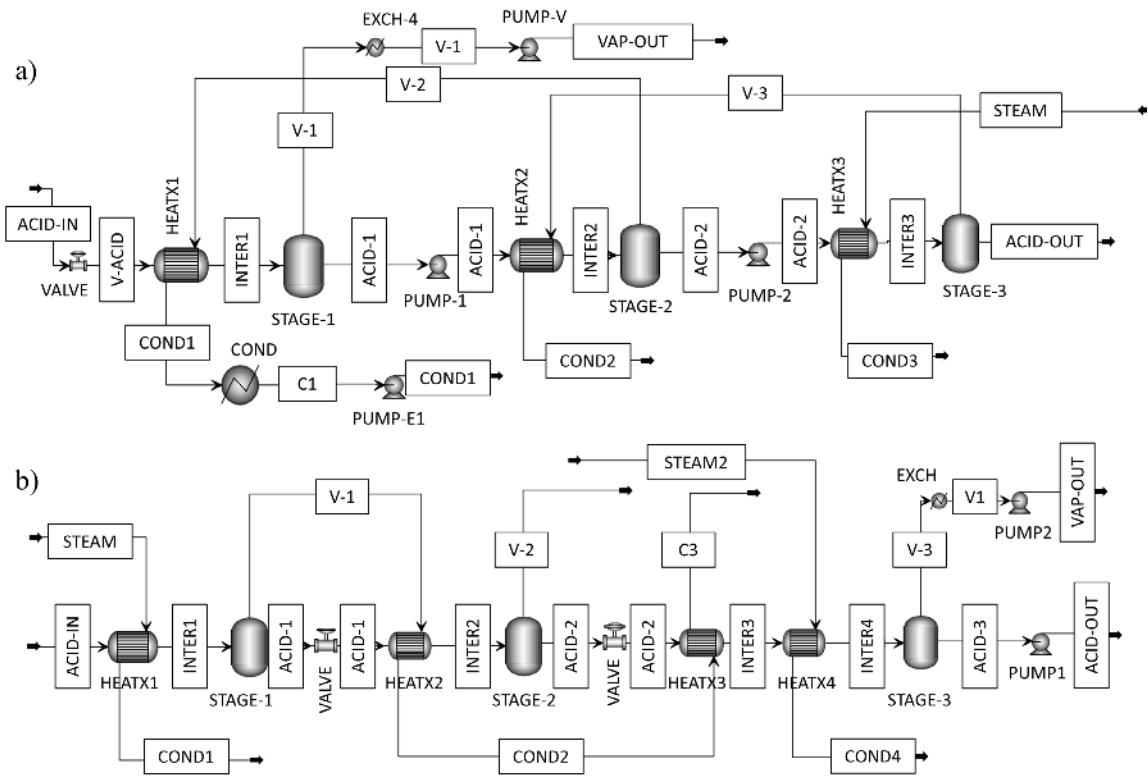 a)
EXCH-4
PUMP-V
V-1
VAP-OUT
V-2
V-3
STEAM
V-1
HEATX1
HEATX2
HEATX3
ACID-IN
VALVE
V-ACID
INTER1
STAGE-1
ACID-1
PUMP-1
ACID-1
INTER2
STAGE-2
ACID-2
PUMP-2
ACID-2
INTER3
STAGE-3
ACID-OUT
COND1
COND
C1
PUMP-E1
COND1
COND2
COND3
b)
STEAM
V-1
STEAM2
V-2
C3
EXCH
V1
PUMP2
VAP-OUT
V-3
ACID-IN
HEATX1
INTER1
STAGE-1
ACID-1
VALVE
ACID-1
HEATX2
INTER2
STAGE-2
ACID-2
VALVE
ACID-2
HEATX3
INTER3
HEATX4
INTER4
STAGE-3
ACID-3
PUMP1
ACID-OUT
COND1
COND2
COND4